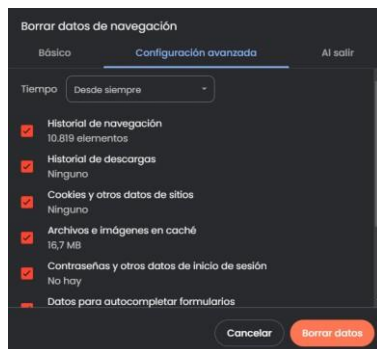 Borrar datos de navegación
Básico Configuración avanzada Al salir
Tiempo Desde siempre
Historial de navegación
10.819 elementos
Historial de descargas
Ninguno
Cookies y otros datos de sitios
Ninguno
Archivos e imágenes en caché
16,7 MB
Contraseñas y otros datos de inicio de sesión
No hay
Datos para autocompletar formularios
Cancelar Borrar datos